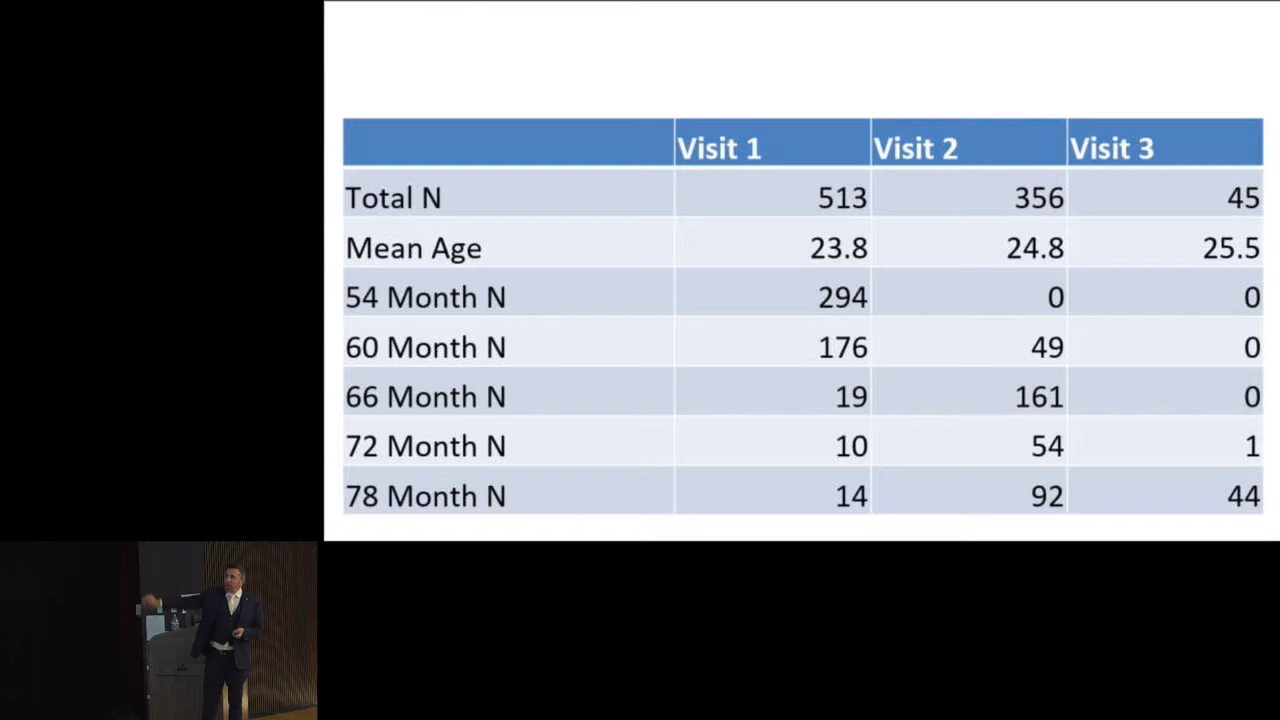 Visit 1 Visit 2 Visit 3
Total N 513 356 45
Mean Age 23.8 24.8 25.5
54 Month N 294 0 0
60 Month N 176 49 0
66 Month N 19 161 0
72 Month N 10 54 1
78 Month N 14 92 44